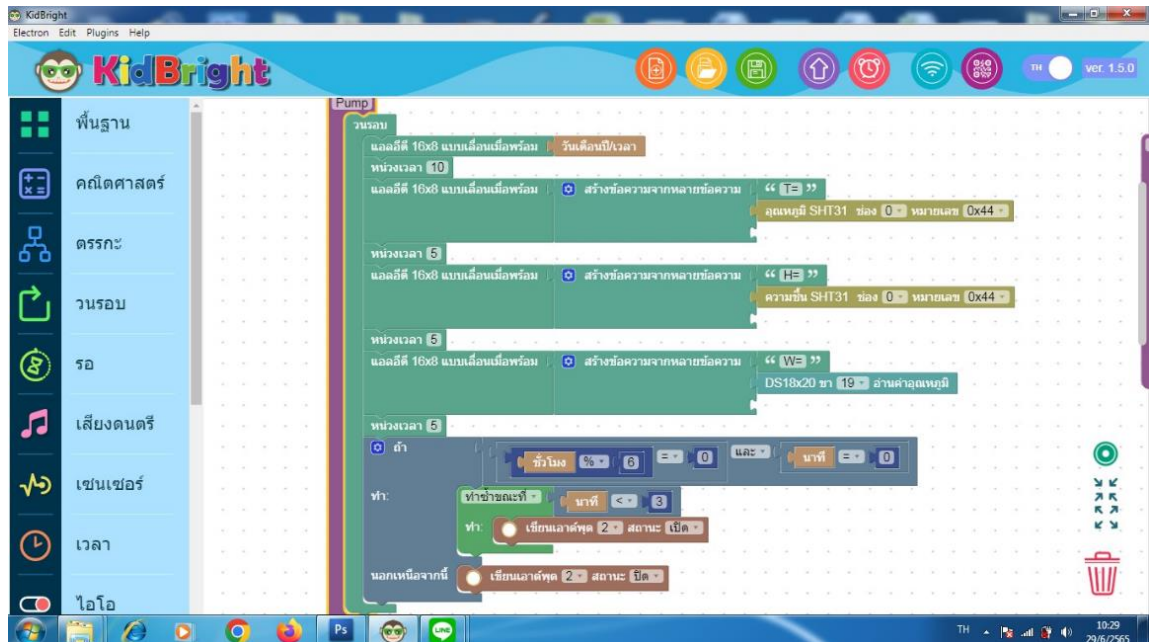 KidBright
Electron Edit Plugins Help
KidBright
TH
ver. 1.5.0
พื้นฐาน
คณิตศาสตร์
ตรรกะ
วนรอบ
รอ
เสียงดนตรี
เซ่นเซ่อร์
เวลา
ไอโอ
Pump
วนรอบ
แอลอีดี 16x8 แบบเลื่อนเมื่อพร้อม วันเดือนปี/เวลา
หน่วงเวลา 10
แอลอีดี 16x8 แบบเลื่อนเมื่อพร้อม สร้างข้อความจากหลายข้อความ “ T= ”
อุณหภูมิ SHT31 ช่อง 0 หมายเลข 0x44
หน่วงเวลา 5
แอลอีดี 16x8 แบบเลื่อนเมื่อพร้อม สร้างข้อความจากหลายข้อความ “ H= ”
ความชื้น SHT31 ช่อง 0 หมายเลข 0x44
หน่วงเวลา 5
แอลอีดี 16x8 แบบเลื่อนเมื่อพร้อม สร้างข้อความจากหลายข้อความ “ W= ”
DS18x20 ขา 19 อ่านค่าอุณหภูมิ
หน่วงเวลา 5
ถ้า ชั่วโมง % 6 = 0 และ นาที = 0
ทำ: ทำซ้ำขณะที่ นาที < 3
ทำ: เขียนเอาต์พุต 2 สถานะ เปิด
นอกเหนือจากนี้ เขียนเอาต์พุต 2 สถานะ ปิด
Ps
LINE
TH
10:29
29/6/2565